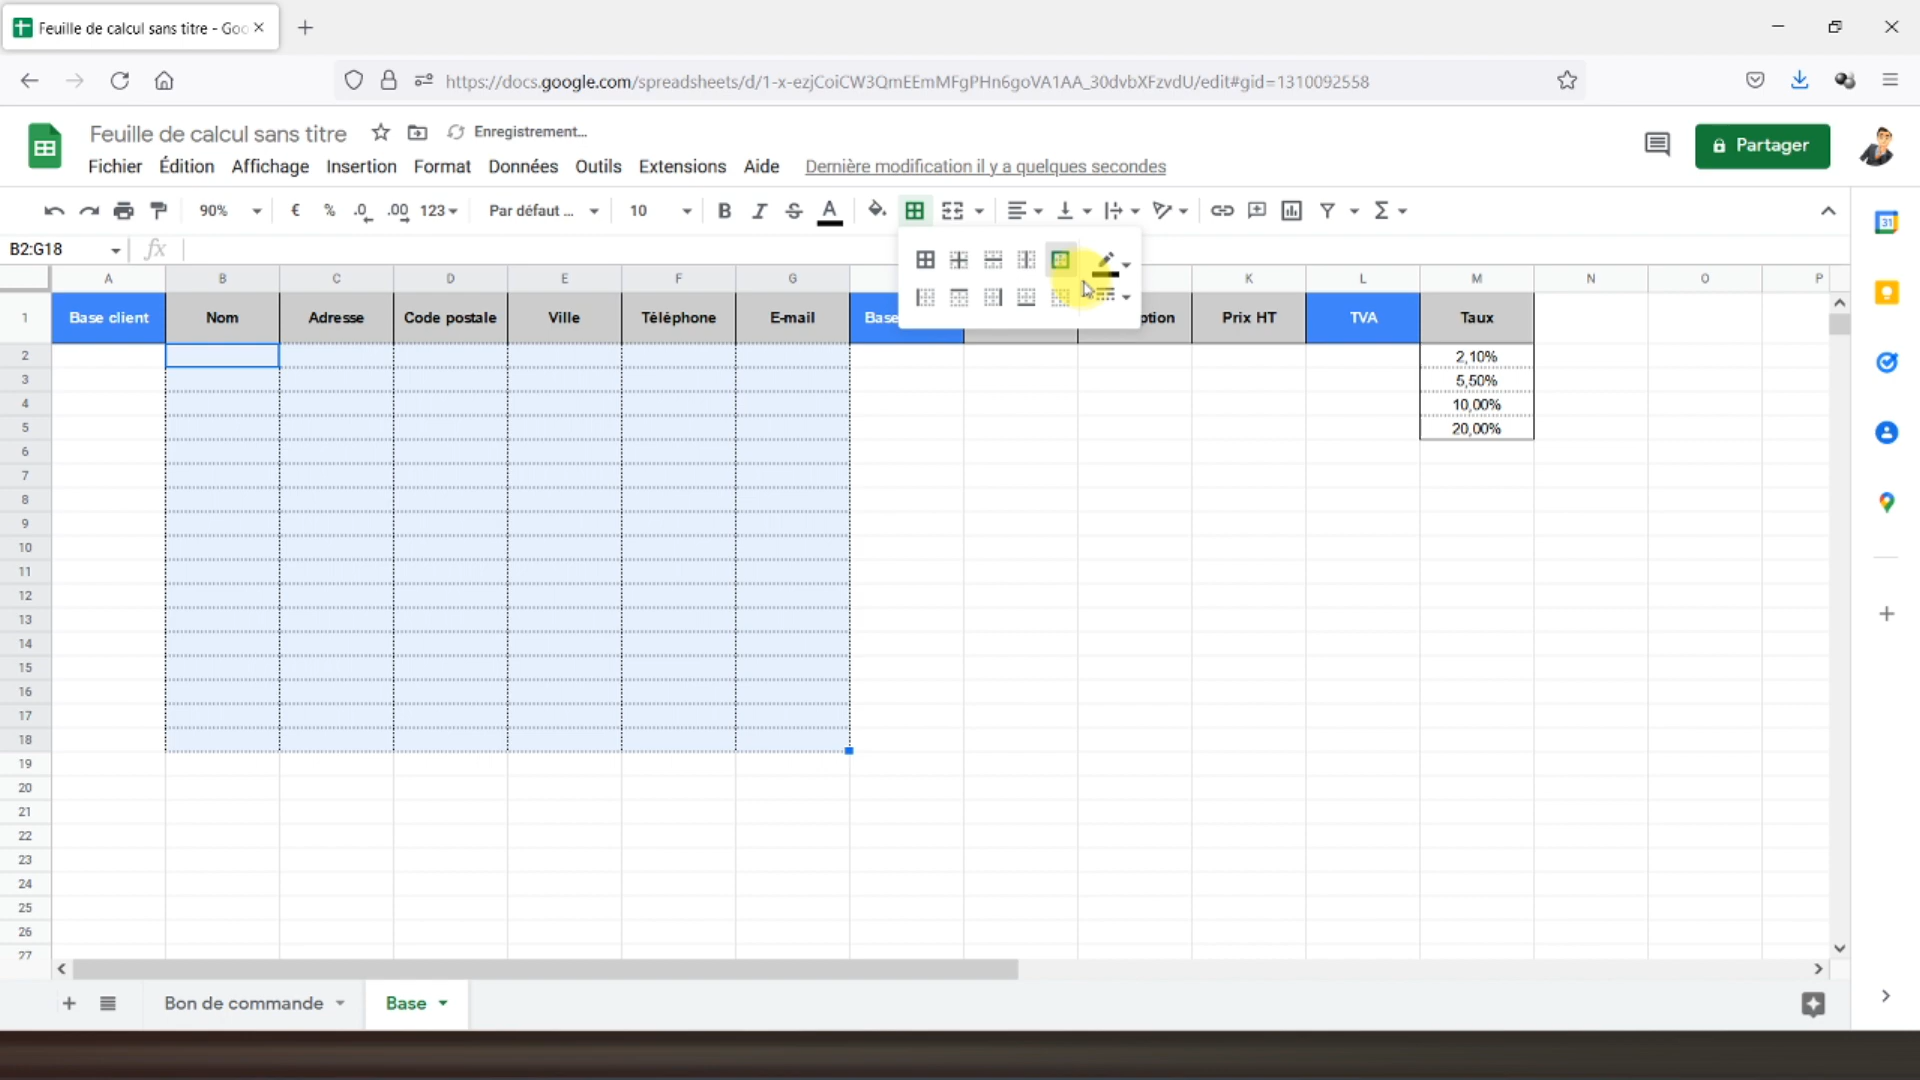 Feuille de calcul sans titre - Goo
https://docs.google.com/spreadsheets/d/1-x-ezjCoiCW3QmEEmMFgPHn6goVA1AA_30dvbXFzvdU/edit#gid=1310092558
Feuille de calcul sans titre
Enregistrement...
Fichier Édition Affichage Insertion Format Données Outils Extensions Aide Dernière modification il y a quelques secondes
Partager
90% € % .0 .00 123 Par défaut ... 10 B I S A Σ
31
B2:G18 fx
A B C D E F G K L M N O P
1 Base client Nom Adresse Code postale Ville Téléphone E-mail Base ption Prix HT TVA Taux
2 2,10%
3 5,50%
4 10,00%
5 20,00%
6
7
8
9
10
11
12
13
14
15
16
17
18
19
20
21
22
23
24
25
26
27
Bon de commande Base